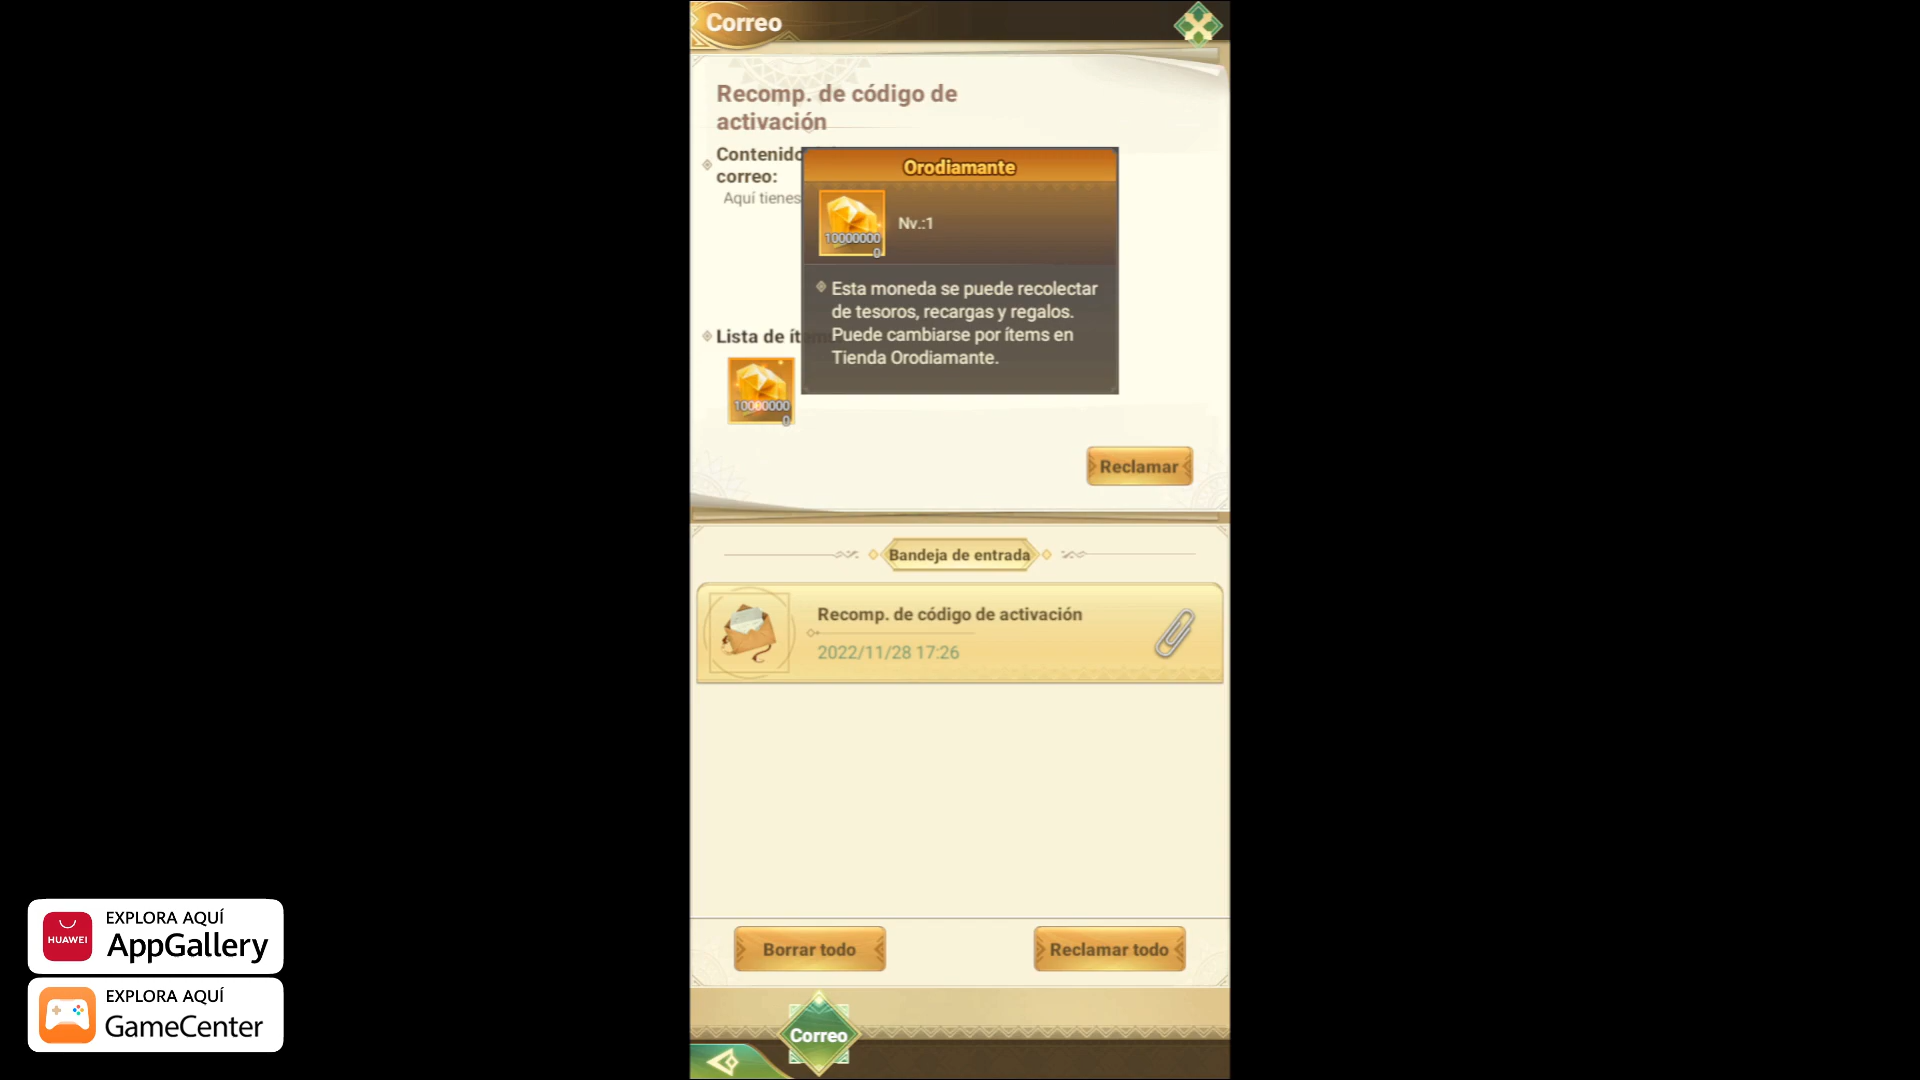 Correo
Recomp. de código de
activación
Contenido
correo:
Aquí tienes
Orodiamante
10000000
0
Nv.:1
Esta moneda se puede recolectar
de tesoros, recargas y regalos.
Puede cambiarse por ítems en
Tienda Orodiamante.
Lista de ít
10000000
0
Reclamar
Bandeja de entrada
Recomp. de código de activación
2022/11/28 17:26
Borrar todo
Reclamar todo
Correo
HUAWEI
EXPLORA AQUÍ
AppGallery
EXPLORA AQUÍ
GameCenter